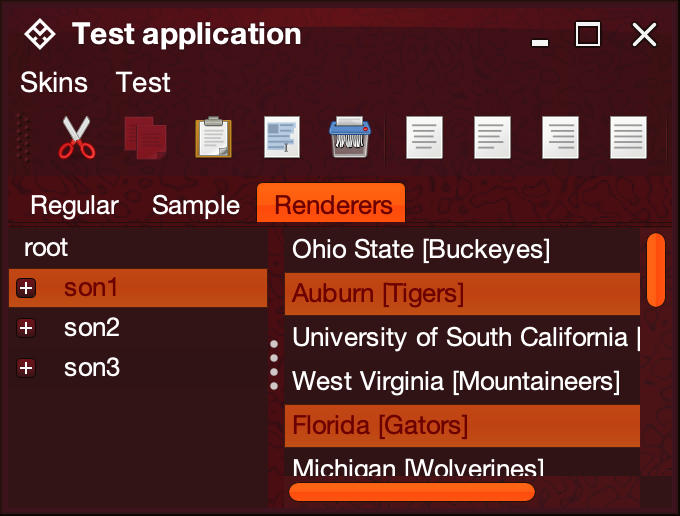 Test application
Skins Test
Regular Sample Renderers
root
son1
son2
son3
Ohio State [Buckeyes]
Auburn [Tigers]
University of South California [
West Virginia [Mountaineers]
Florida [Gators]
Michigan [Wolverines]